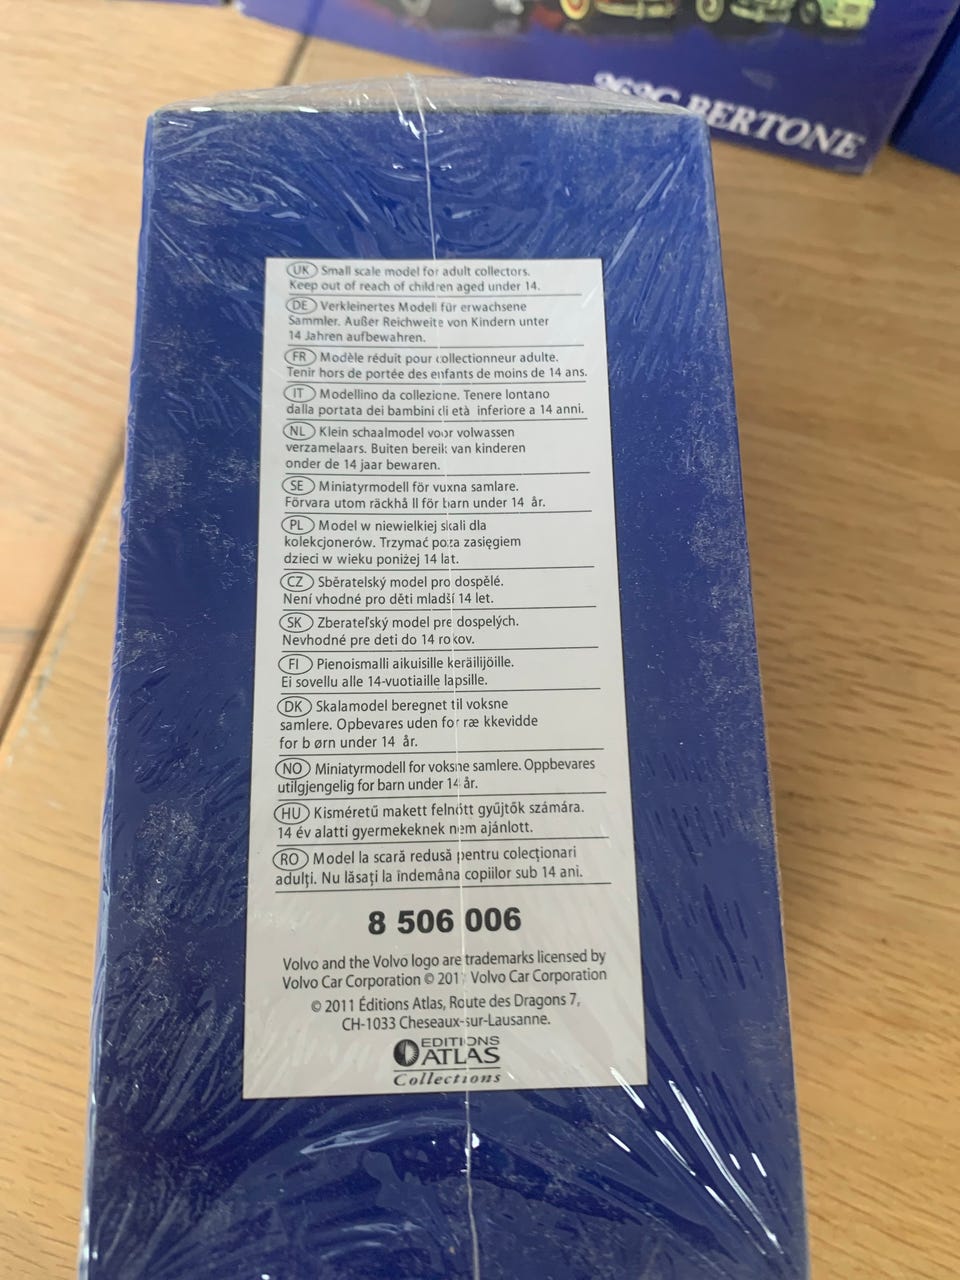 BERTONE
UK Small scale model for adult collectors.
Keep out of reach of children aged under 14.
DE Verkleinertes Modell für erwachsene
Sammler. Außer Reichweite von Kindern unter
14 Jahren aufbewahren.
FR Modèle réduit pour collectionneur adulte.
Tenir hors de portée des enfants de moins de 14 ans.
IT Modellino da collezione. Tenere lontano
dalla portata dei bambini di età inferiore a 14 anni.
NL Klein schaalmodel voor volwassen
verzamelaars. Buiten bereik van kinderen
onder de 14 jaar bewaren.
SE Miniatyrmodell för vuxna samlare.
Förvara utom räckhå ll för barn under 14 år.
PL Model w niewielkiej skali dla
kolekcjonerów. Trzymać poza zasięgiem
dzieci w wieku poniżej 14 lat.
CZ Sběratelský model pro dospělé.
Není vhodné pro děti mladší 14 let.
SK Zberateľský model pre dospelých.
Nevhodné pre deti do 14 rokov.
FI Pienoismalli aikuisille keräilijöille.
Ei sovellu alle 14-vuotiaille lapsille.
DK Skalamodel beregnet til voksne
samlere. Opbevares uden for ræ kkevidde
for b ørn under 14 år.
NO Miniatyrmodell for voksne samlere. Oppbevares
utilgjengelig for barn under 14 år.
HU Kisméretű makett felnőtt gyűjtők számára.
14 év alatti gyermekeknek nem ajánlott.
RO Model la scară redusă pentru colecționari
adulți. Nu lăsați la îndemâna copiilor sub 14 ani.
8 506 006
Volvo and the Volvo logo are trademarks licensed by
Volvo Car Corporation © 2011 Volvo Car Corporation
© 2011 Éditions Atlas, Route des Dragons 7,
CH-1033 Cheseaux-sur-Lausanne.
EDITIONS
ATLAS
Collections